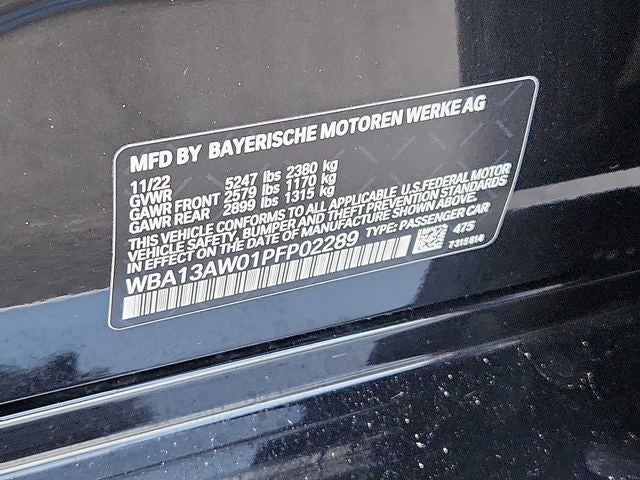 MFD BY BAYERISCHE MOTOREN WERKE AG
11/22
GVWR 5247 lbs 2380 kg
GAWR FRONT 2579 lbs 1170 kg
GAWR REAR 2899 lbs 1315 kg
THIS VEHICLE CONFORMS TO ALL APPLICABLE U.S.FEDERAL MOTOR
VEHICLE SAFETY, BUMPER, AND THEFT PREVENTION STANDARDS
IN EFFECT ON THE DATE OF MANUFACTURE SHOWN ABOVE.
WBA13AW01PFP02289 TYPE: PASSENGER CAR
475
7315814